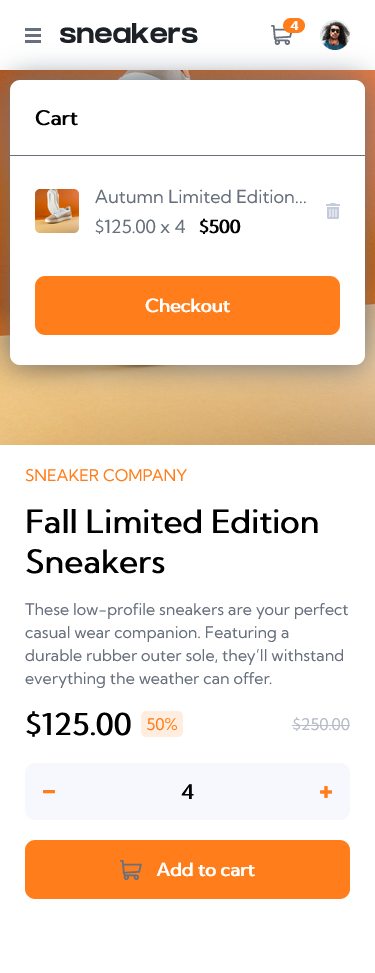 sneakers
4
Cart
Autumn Limited Edition...
$125.00 x 4 $500
Checkout
SNEAKER COMPANY
Fall Limited Edition
Sneakers
These low-profile sneakers are your perfect
casual wear companion. Featuring a
durable rubber outer sole, they’ll withstand
everything the weather can offer.
$125.00 50% $250.00
4
Add to cart